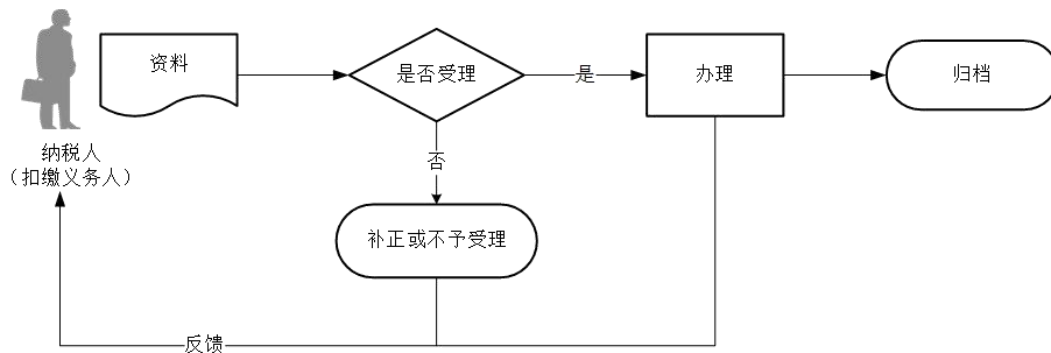 资料
是否受理
是
办理
归档
纳税人
（扣缴义务人）
否
补正或不予受理
反馈